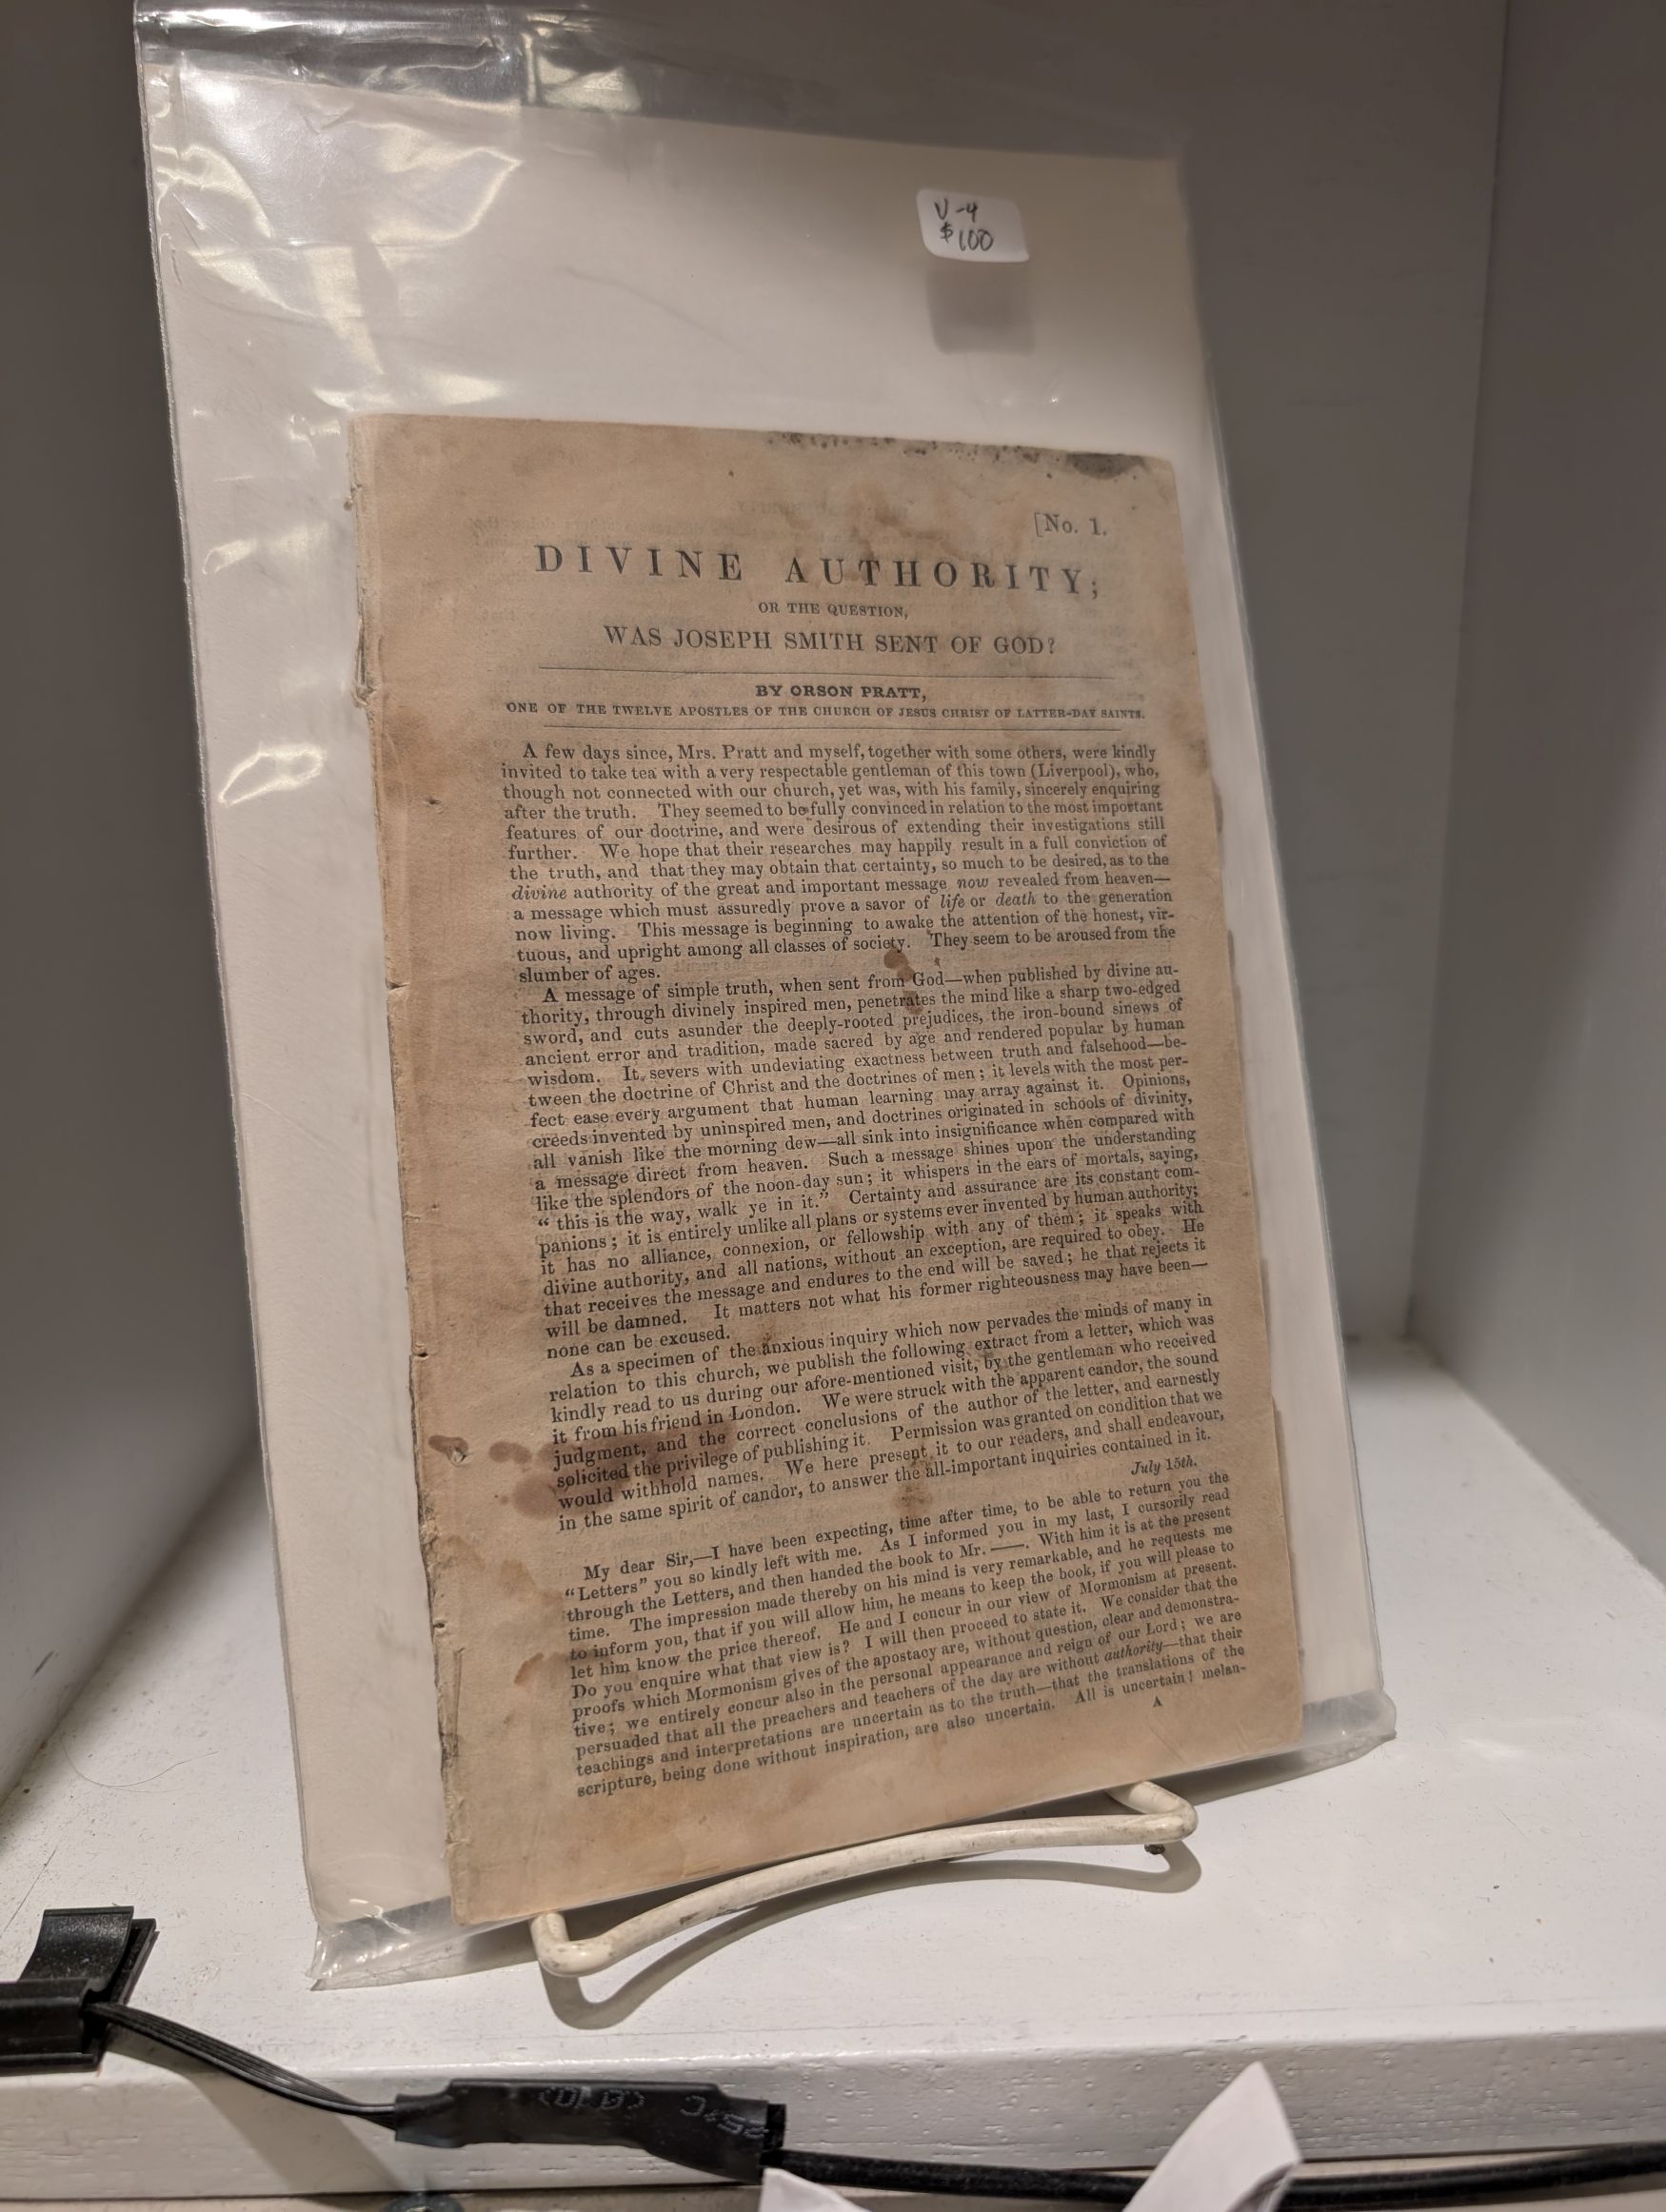 V-4
$100
[No. 1.
DIVINE AUTHORITY;
OR THE QUESTION,
WAS JOSEPH SMITH SENT OF GOD?
BY ORSON PRATT,
ONE OF THE TWELVE APOSTLES OF THE CHURCH OF JESUS CHRIST OF LATTER-DAY SAINTS.
A few days since, Mrs. Pratt and myself, together with some others, were kindly
invited to take tea with a very respectable gentleman of this town (Liverpool), who,
though not connected with our church, yet was, with his family, sincerely enquiring
after the truth. They seemed to be fully convinced in relation to the most important
features of our doctrine, and were desirous of extending their investigations still
further. We hope that their researches may happily result in a full conviction of
the truth, and that they may obtain that certainty, so much to be desired, as to the
divine authority of the great and important message now revealed from heaven—
a message which must assuredly prove a savor of life or death to the generation
now living. This message is beginning to awake the attention of the honest, vir-
tuous, and upright among all classes of society. They seem to be aroused from the
slumber of ages.
A message of simple truth, when sent from God—when published by divine au-
thority, through divinely inspired men, penetrates the mind like a sharp two-edged
sword, and cuts asunder the deeply-rooted prejudices, the iron-bound sinews of
ancient error and tradition, made sacred by age and rendered popular by human
wisdom. It severs with undeviating exactness between truth and falsehood—be-
tween the doctrine of Christ and the doctrines of men; it levels with the most per-
fect ease every argument that human learning may array against it. Opinions,
creeds invented by uninspired men, and doctrines originated in schools of divinity,
all vanish like the morning dew—all sink into insignificance when compared with
a message direct from heaven. Such a message shines upon the understanding
like the splendors of the noon-day sun; it whispers in the ears of mortals, saying,
"this is the way, walk ye in it." Certainty and assurance are its constant com-
panions; it is entirely unlike all plans or systems ever invented by human authority;
it has no alliance, connexion, or fellowship with any of them; it speaks with
divine authority, and all nations, without an exception, are required to obey. He
that receives the message and endures to the end will be saved; he that rejects it
will be damned. It matters not what his former righteousness may have been—
none can be excused.
As a specimen of the anxious inquiry which now pervades the minds of many in
relation to this church, we publish the following extract from a letter, which was
kindly read to us during our afore-mentioned visit, by the gentleman who received
it from his friend in London. We were struck with the apparent candor, the sound
judgment, and the correct conclusions of the author of the letter, and earnestly
solicited the privilege of publishing it. Permission was granted on condition that we
would withhold names. We here present it to our readers, and shall endeavour,
in the same spirit of candor, to answer the all-important inquiries contained in it.
July 15th.
My dear Sir,—I have been expecting, time after time, to be able to return you the
"Letters" you so kindly left with me. As I informed you in my last, I cursorily read
through the Letters, and then handed the book to Mr. ——. With him it is at the present
time. The impression made thereby on his mind is very remarkable, and he requests me
to inform you, that if you will allow him, he means to keep the book, if you will please to
let him know the price thereof. He and I concur in our view of Mormonism at present.
Do you enquire what that view is? I will then proceed to state it. We consider that the
proofs which Mormonism gives of the apostacy are, without question, clear and demonstra-
tive; we entirely concur also in the personal appearance and reign of our Lord; we are
persuaded that all the preachers and teachers of the day are without authority—that their
teachings and interpretations are uncertain as to the truth—that the translations of the
scripture, being done without inspiration, are also uncertain. All is uncertain! melan-
A